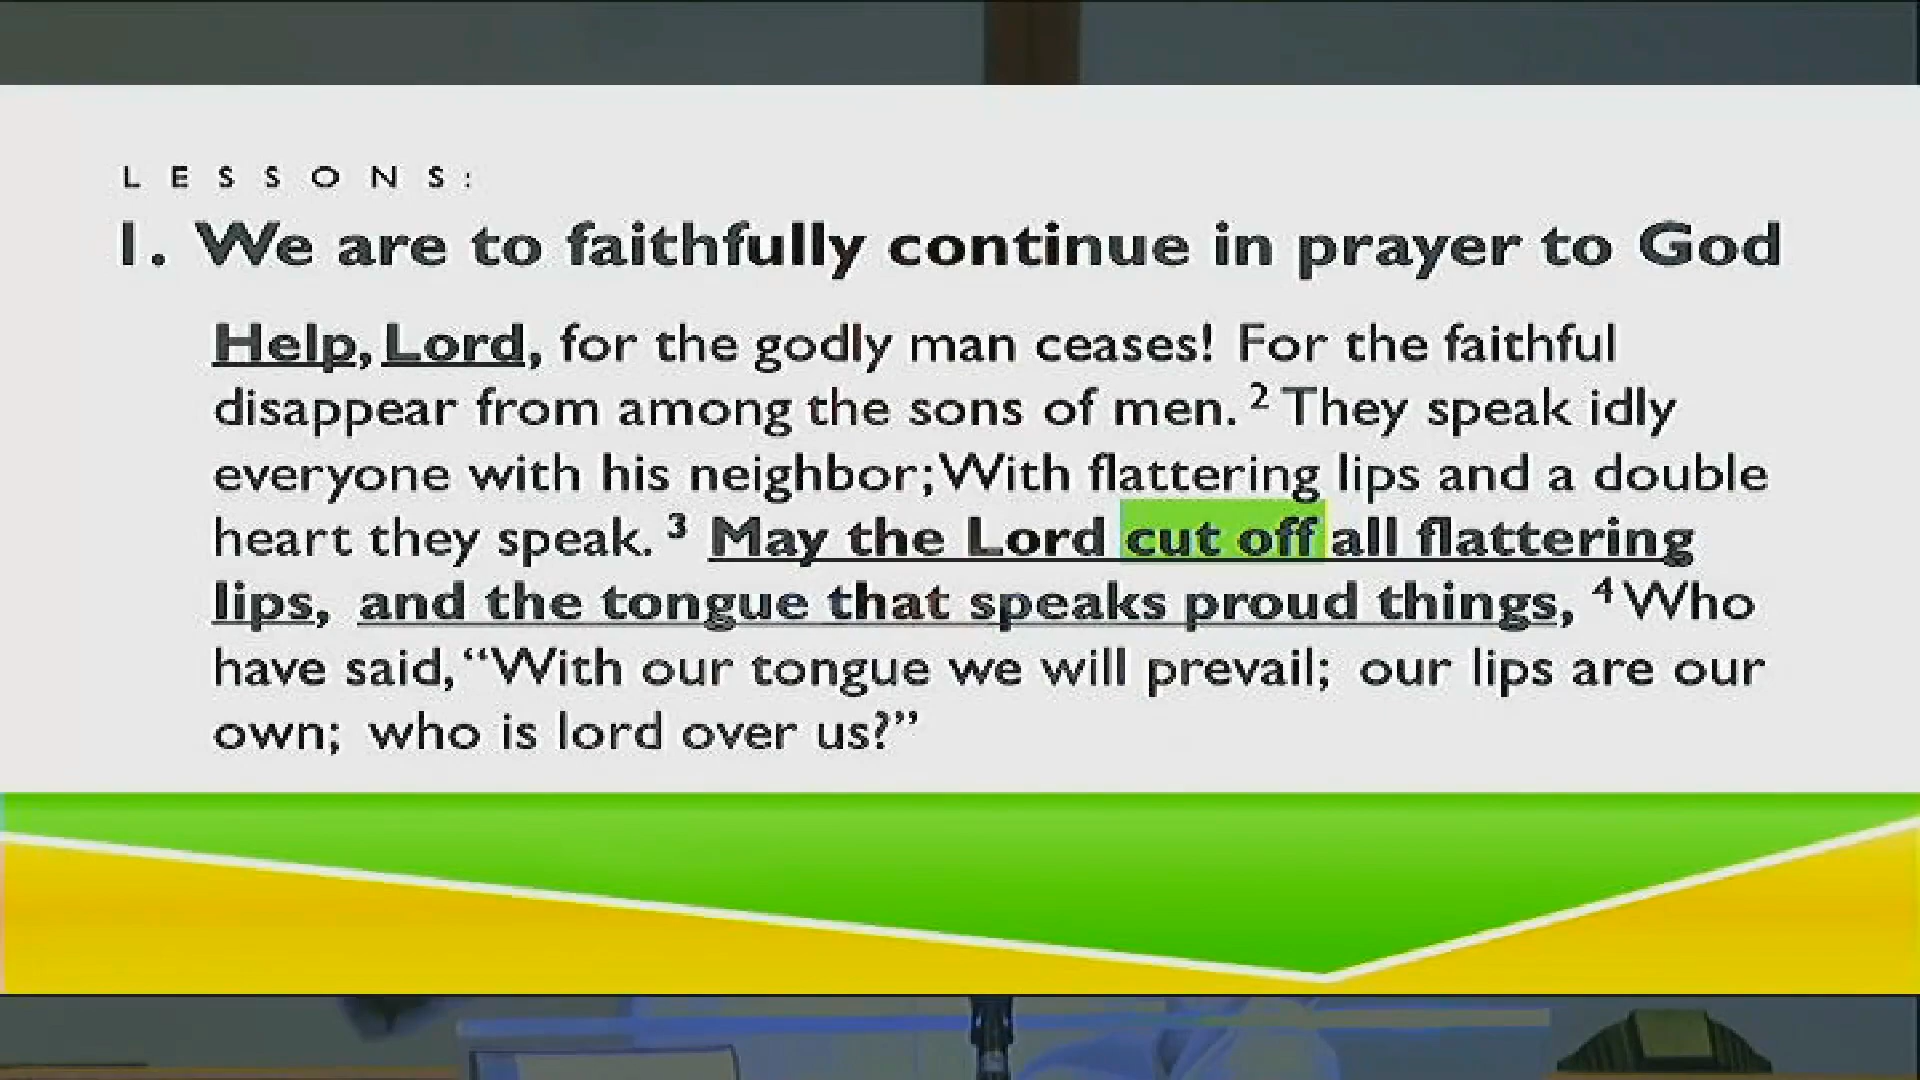 LESSONS:
1. We are to faithfully continue in prayer to God
Help, Lord, for the godly man ceases! For the faithful
disappear from among the sons of men. 2 They speak idly
everyone with his neighbor; With flattering lips and a double
heart they speak. 3 May the Lord cut off all flattering
lips, and the tongue that speaks proud things, 4 Who
have said, “With our tongue we will prevail; our lips are our
own; who is lord over us?”